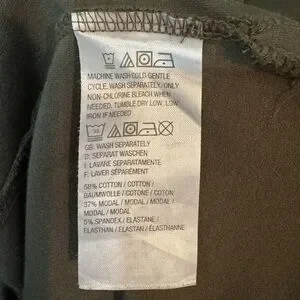 MACHINE WASH COLD GENTLE
CYCLE. WASH SEPARATELY. ONLY
NON-CHLORINE BLEACH WHEN
NEEDED. TUMBLE DRY LOW. LOW
IRON IF NEEDED
GB: WASH SEPARATELY
D: SEPARAT WASCHEN
I: LAVARE SEPARATAMENTE
F: LAVER SÉPARÉMENT
58% COTTON /
BAUMWOLLE / COTONE / COTON
37% MODAL / MODAL /
MODAL / MODAL
5% SPANDEX / ELASTANE /
ELASTHAN / ELASTAN / ÉLASTHANNE